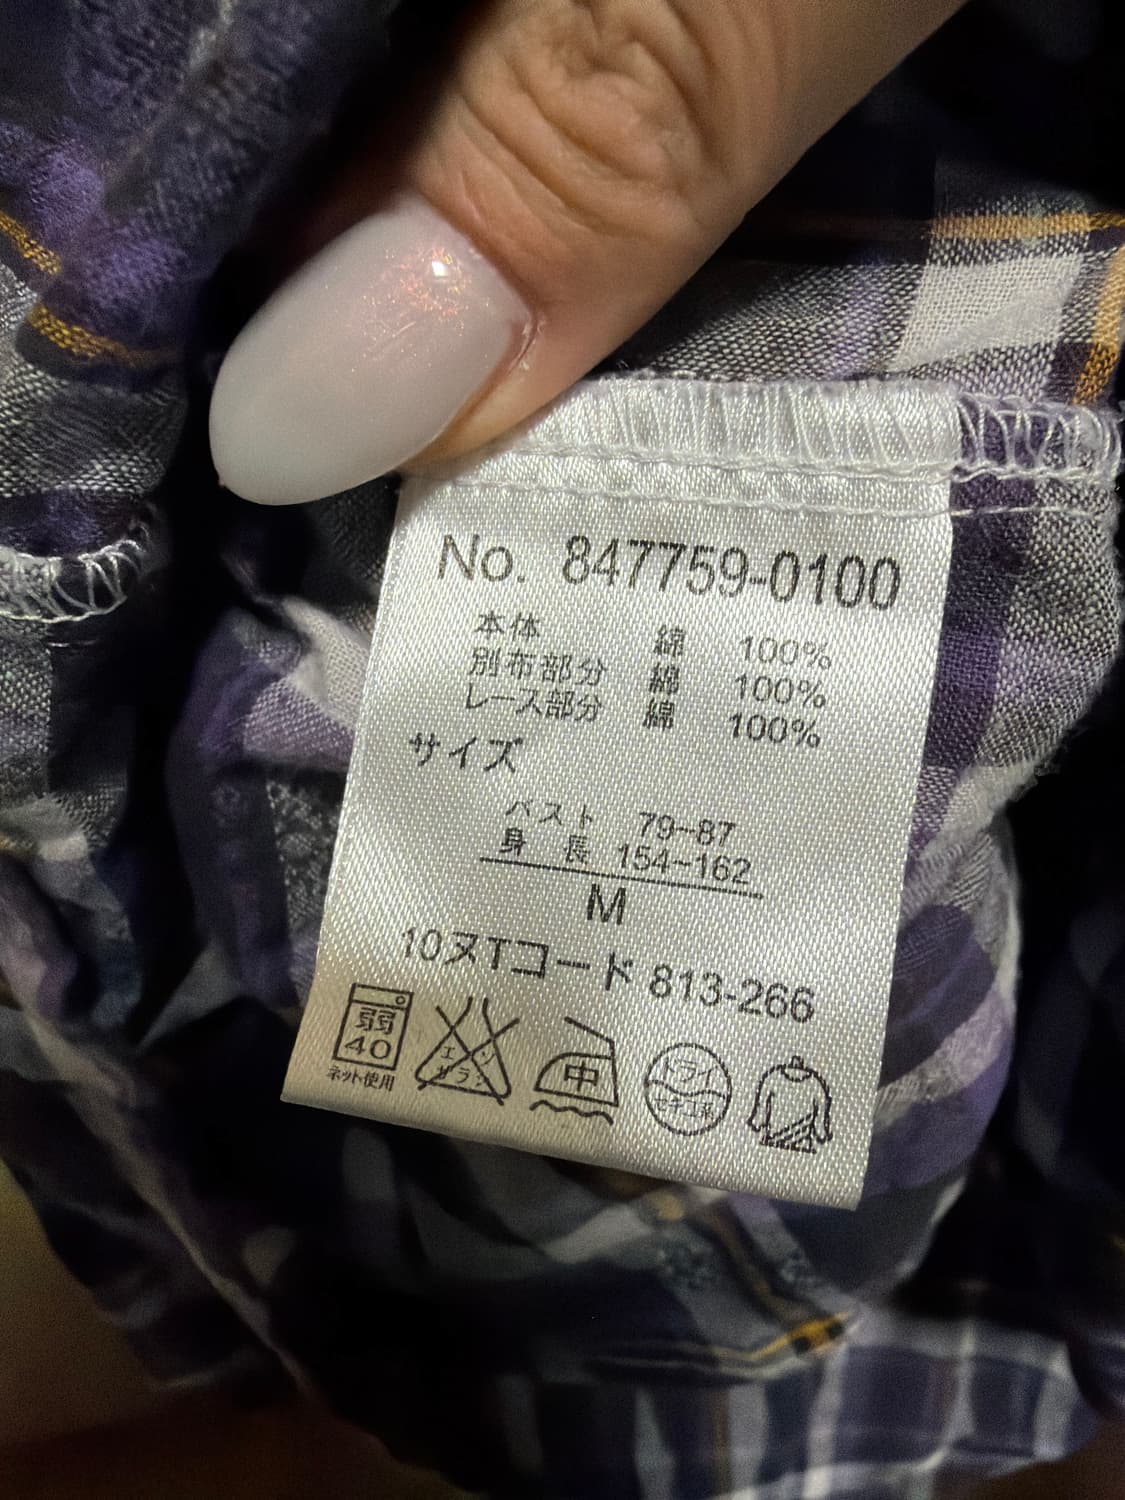 No. 847759-0100
本体 綿 100%
別布部分 綿 100%
レース部分 綿 100%
サイズ
バスト 79-87
身長 154-162
M
10ヌTコード 813-266
弱
40
ネット使用
エンソ
サラシ
中
ドライ
セキユ系